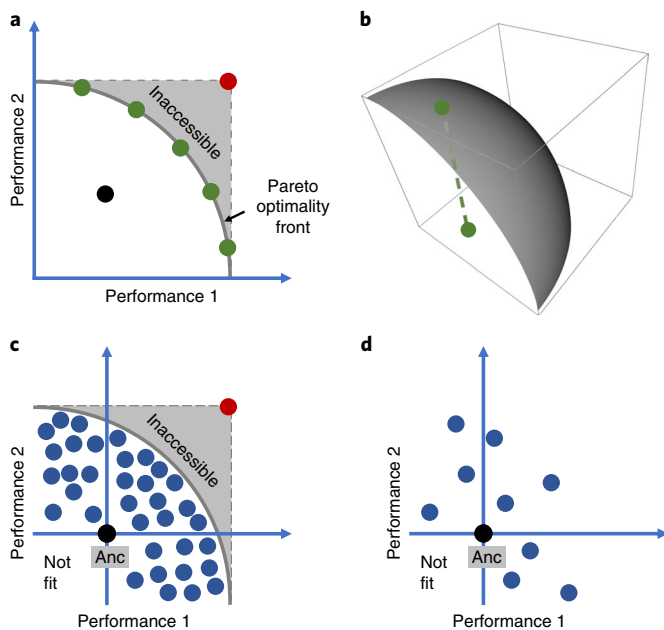 a
b
Performance 2
Inaccessible
Pareto
optimality
front
Performance 1
c
d
Performance 2
Inaccessible
Anc
Not
fit
Performance 1
Performance 2
Anc
Not
fit
Performance 1